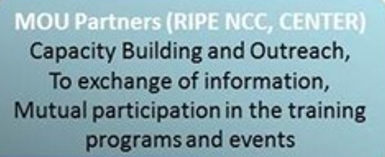 MOU Partners (RIPE NCC, CENTER)
Capacity Building and Outreach,
To exchange of information,
Mutual participation in the training
programs and events